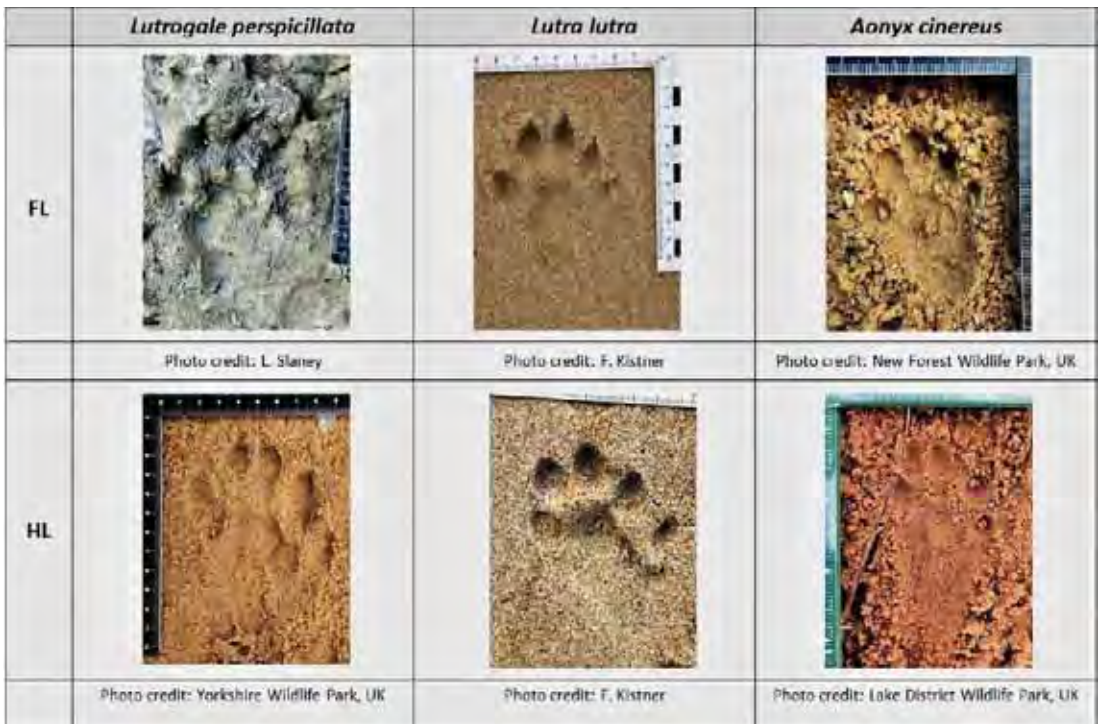 Lutrogale perspicillata
Lutra lutra
Aonyx cinereus
FL
Photo credit: L. Slaney
Photo credit: F. Kistner
Photo credit: New Forest Wildlife Park, UK
HL
Photo credit: Yorkshire Wildlife Park, UK
Photo credit: F. Kistner
Photo credit: Lake District Wildlife Park, UK